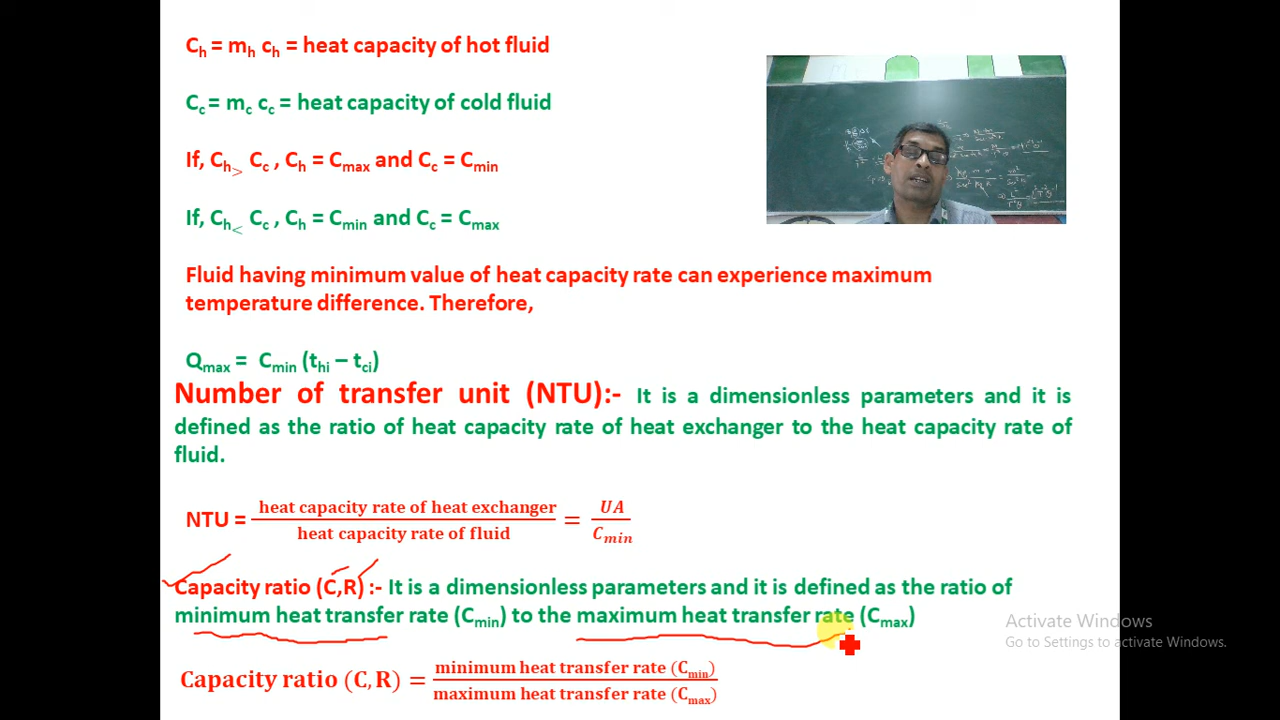 Ch = mh ch = heat capacity of hot fluid
Cc = mc cc = heat capacity of cold fluid
If, Ch> Cc , Ch = Cmax and Cc = Cmin
If, Ch< Cc , Ch = Cmin and Cc = Cmax
Fluid having minimum value of heat capacity rate can experience maximum
temperature difference. Therefore,
Qmax = Cmin (thi – tci)
Number of transfer unit (NTU):- It is a dimensionless parameters and it is
defined as the ratio of heat capacity rate of heat exchanger to the heat capacity rate of
fluid.
NTU = heat capacity rate of heat exchanger / heat capacity rate of fluid = UA / Cmin
Capacity ratio (C,R) :- It is a dimensionless parameters and it is defined as the ratio of
minimum heat transfer rate (Cmin) to the maximum heat transfer rate (Cmax)
Capacity ratio (C, R) = minimum heat transfer rate (Cmin) / maximum heat transfer rate (Cmax)
Activate Windows
Go to Settings to activate Windows.